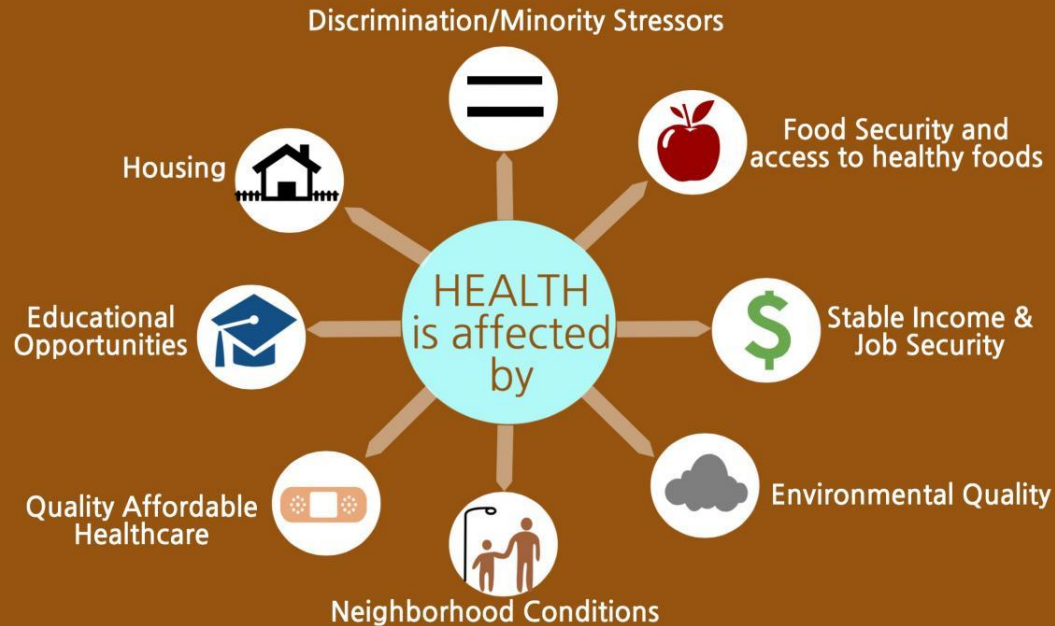 Discrimination/Minority Stressors
Food Security and
access to healthy foods
Housing
HEALTH
is affected
by
Educational
Opportunities
Stable Income &
Job Security
Quality Affordable
Healthcare
Environmental Quality
Neighborhood Conditions